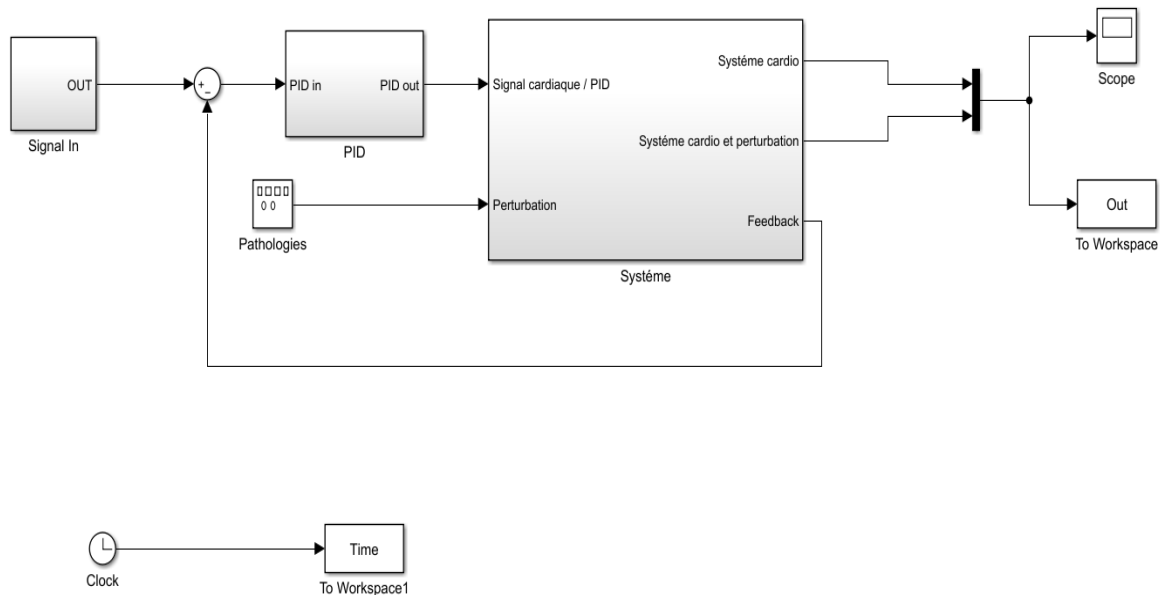 OUT
Signal In
+
−
PID in
PID out
PID
Signal cardiaque / PID
Perturbation
Systéme cardio
Systéme cardio et perturbation
Feedback
Systéme
Pathologies
Scope
Out
To Workspace
Clock
Time
To Workspace1